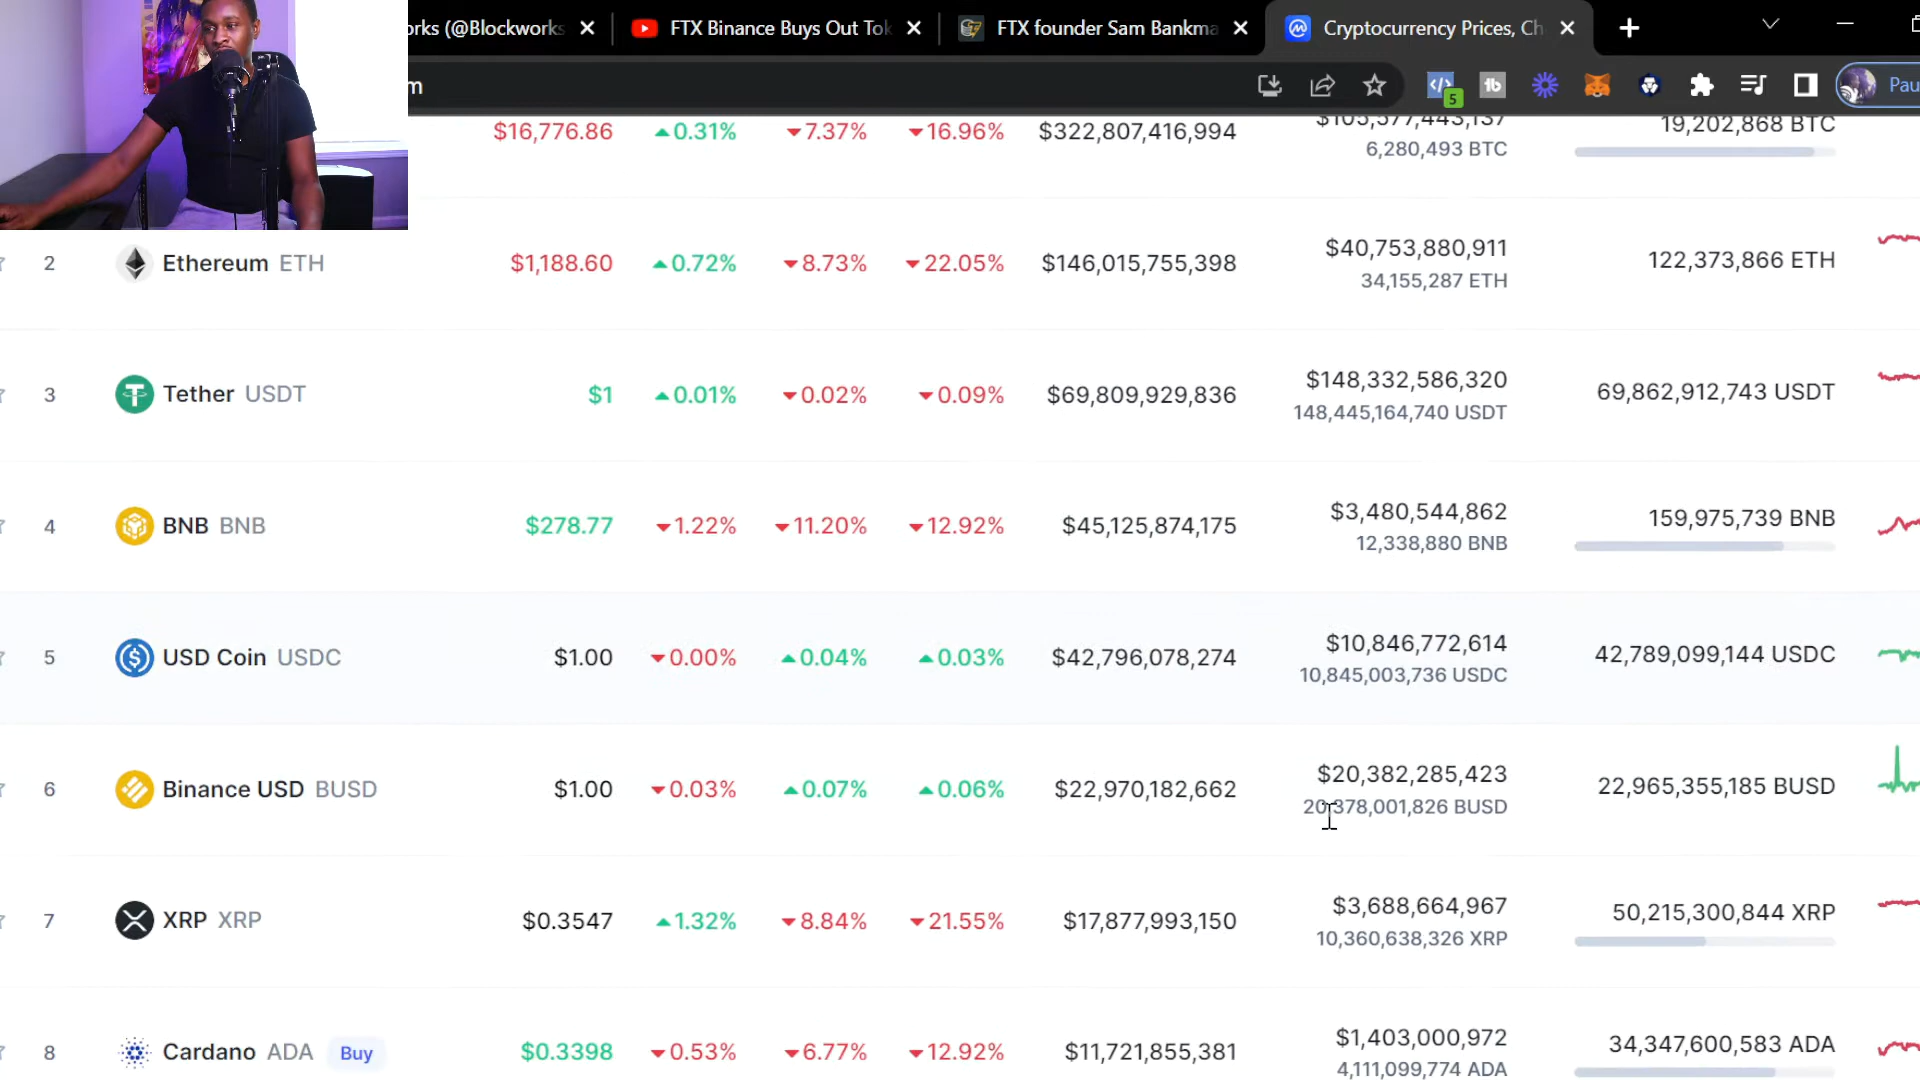 orks (@Blockworks
FTX Binance Buys Out Tok
FTX founder Sam Bankma
Cryptocurrency Prices, Ch
m
5
tb
Pau
$16,776.86 0.31% 7.37% 16.96% $322,807,416,994 $105,577,443,137 19,202,868 BTC
6,280,493 BTC
2 Ethereum ETH $1,188.60 0.72% 8.73% 22.05% $146,015,755,398 $40,753,880,911 122,373,866 ETH
34,155,287 ETH
3 Tether USDT $1 0.01% 0.02% 0.09% $69,809,929,836 $148,332,586,320 69,862,912,743 USDT
148,445,164,740 USDT
4 BNB BNB $278.77 1.22% 11.20% 12.92% $45,125,874,175 $3,480,544,862 159,975,739 BNB
12,338,880 BNB
5 USD Coin USDC $1.00 0.00% 0.04% 0.03% $42,796,078,274 $10,846,772,614 42,789,099,144 USDC
10,845,003,736 USDC
6 Binance USD BUSD $1.00 0.03% 0.07% 0.06% $22,970,182,662 $20,382,285,423 22,965,355,185 BUSD
20,378,001,826 BUSD
7 XRP XRP $0.3547 1.32% 8.84% 21.55% $17,877,993,150 $3,688,664,967 50,215,300,844 XRP
10,360,638,326 XRP
8 Cardano ADA Buy $0.3398 0.53% 6.77% 12.92% $11,721,855,381 $1,403,000,972 34,347,600,583 ADA
4,111,099,774 ADA